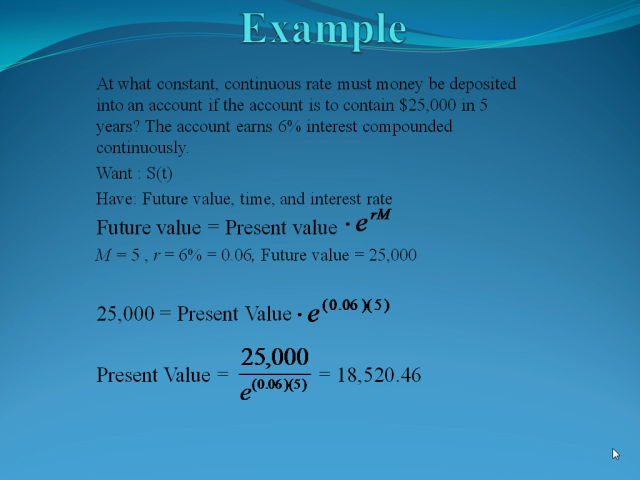 Example
At what constant, continuous rate must money be deposited
into an account if the account is to contain $25,000 in 5
years? The account earns 6% interest compounded
continuously.
Want : S(t)
Have: Future value, time, and interest rate
Future value = Present value · e^rM
M = 5 , r = 6% = 0.06, Future value = 25,000
25,000 = Present Value · e^(0.06)(5)
Present Value = 25,000 / e^(0.06)(5) = 18,520.46